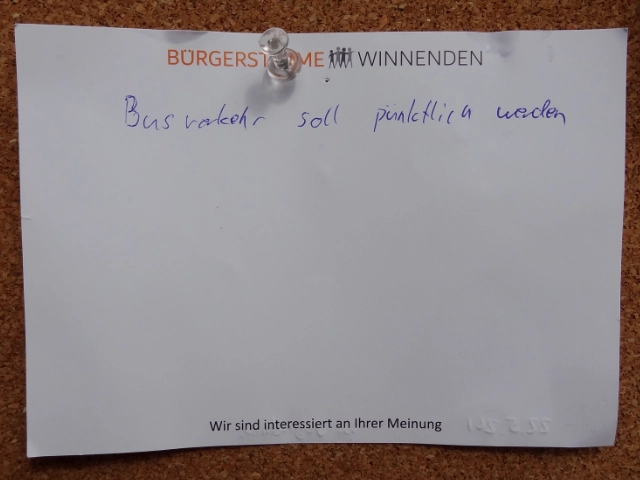 BÜRGERSTIMME WINNENDEN
Busverkehr soll pünktlich werden
Wir sind interessiert an Ihrer Meinung